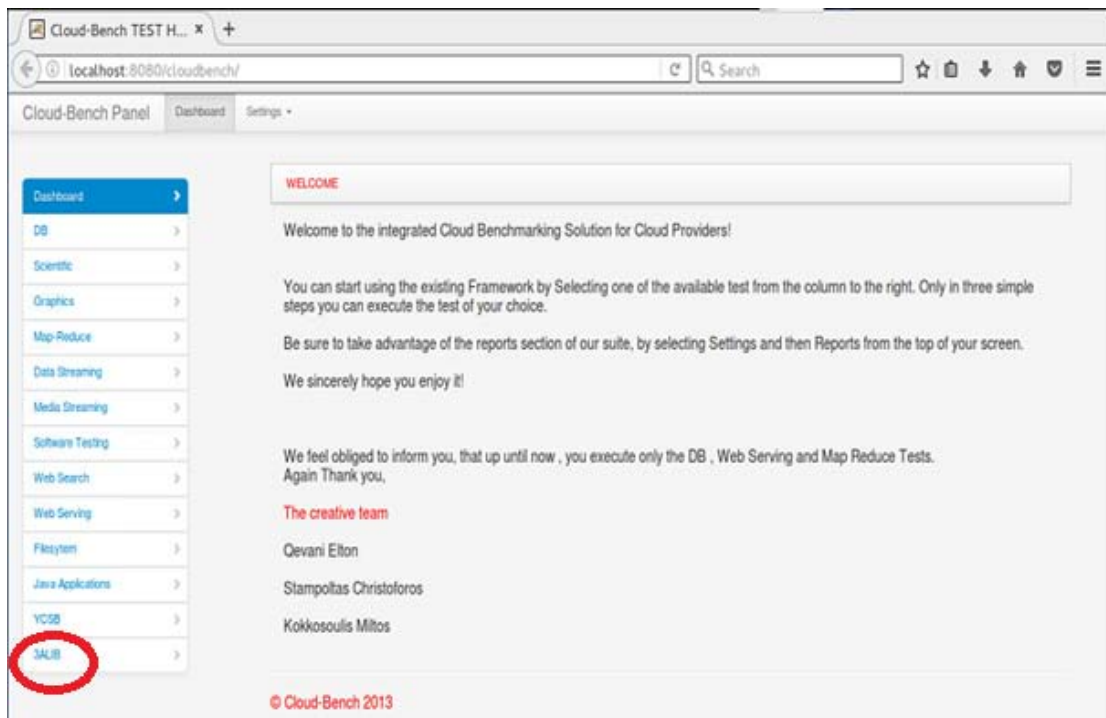 Cloud-Bench TEST H... × +
localhost:8080/cloudbench/
Search
Cloud-Bench Panel Dashboard Settings
WELCOME
Dashboard
DB
Scientific
Graphics
Map-Reduce
Data Streaming
Media Streaming
Software Testing
Web Search
Web Serving
Filesytem
Java Applications
YCSB
3ALIB
Welcome to the integrated Cloud Benchmarking Solution for Cloud Providers!
You can start using the existing Framework by Selecting one of the available test from the column to the right. Only in three simple
steps you can execute the test of your choice.
Be sure to take advantage of the reports section of our suite, by selecting Settings and then Reports from the top of your screen.
We sincerely hope you enjoy it!
We feel obliged to inform you, that up until now , you execute only the DB , Web Serving and Map Reduce Tests.
Again Thank you,
The creative team
Qevani Elton
Stampoltas Christoforos
Kokkosoulis Miltos
© Cloud-Bench 2013